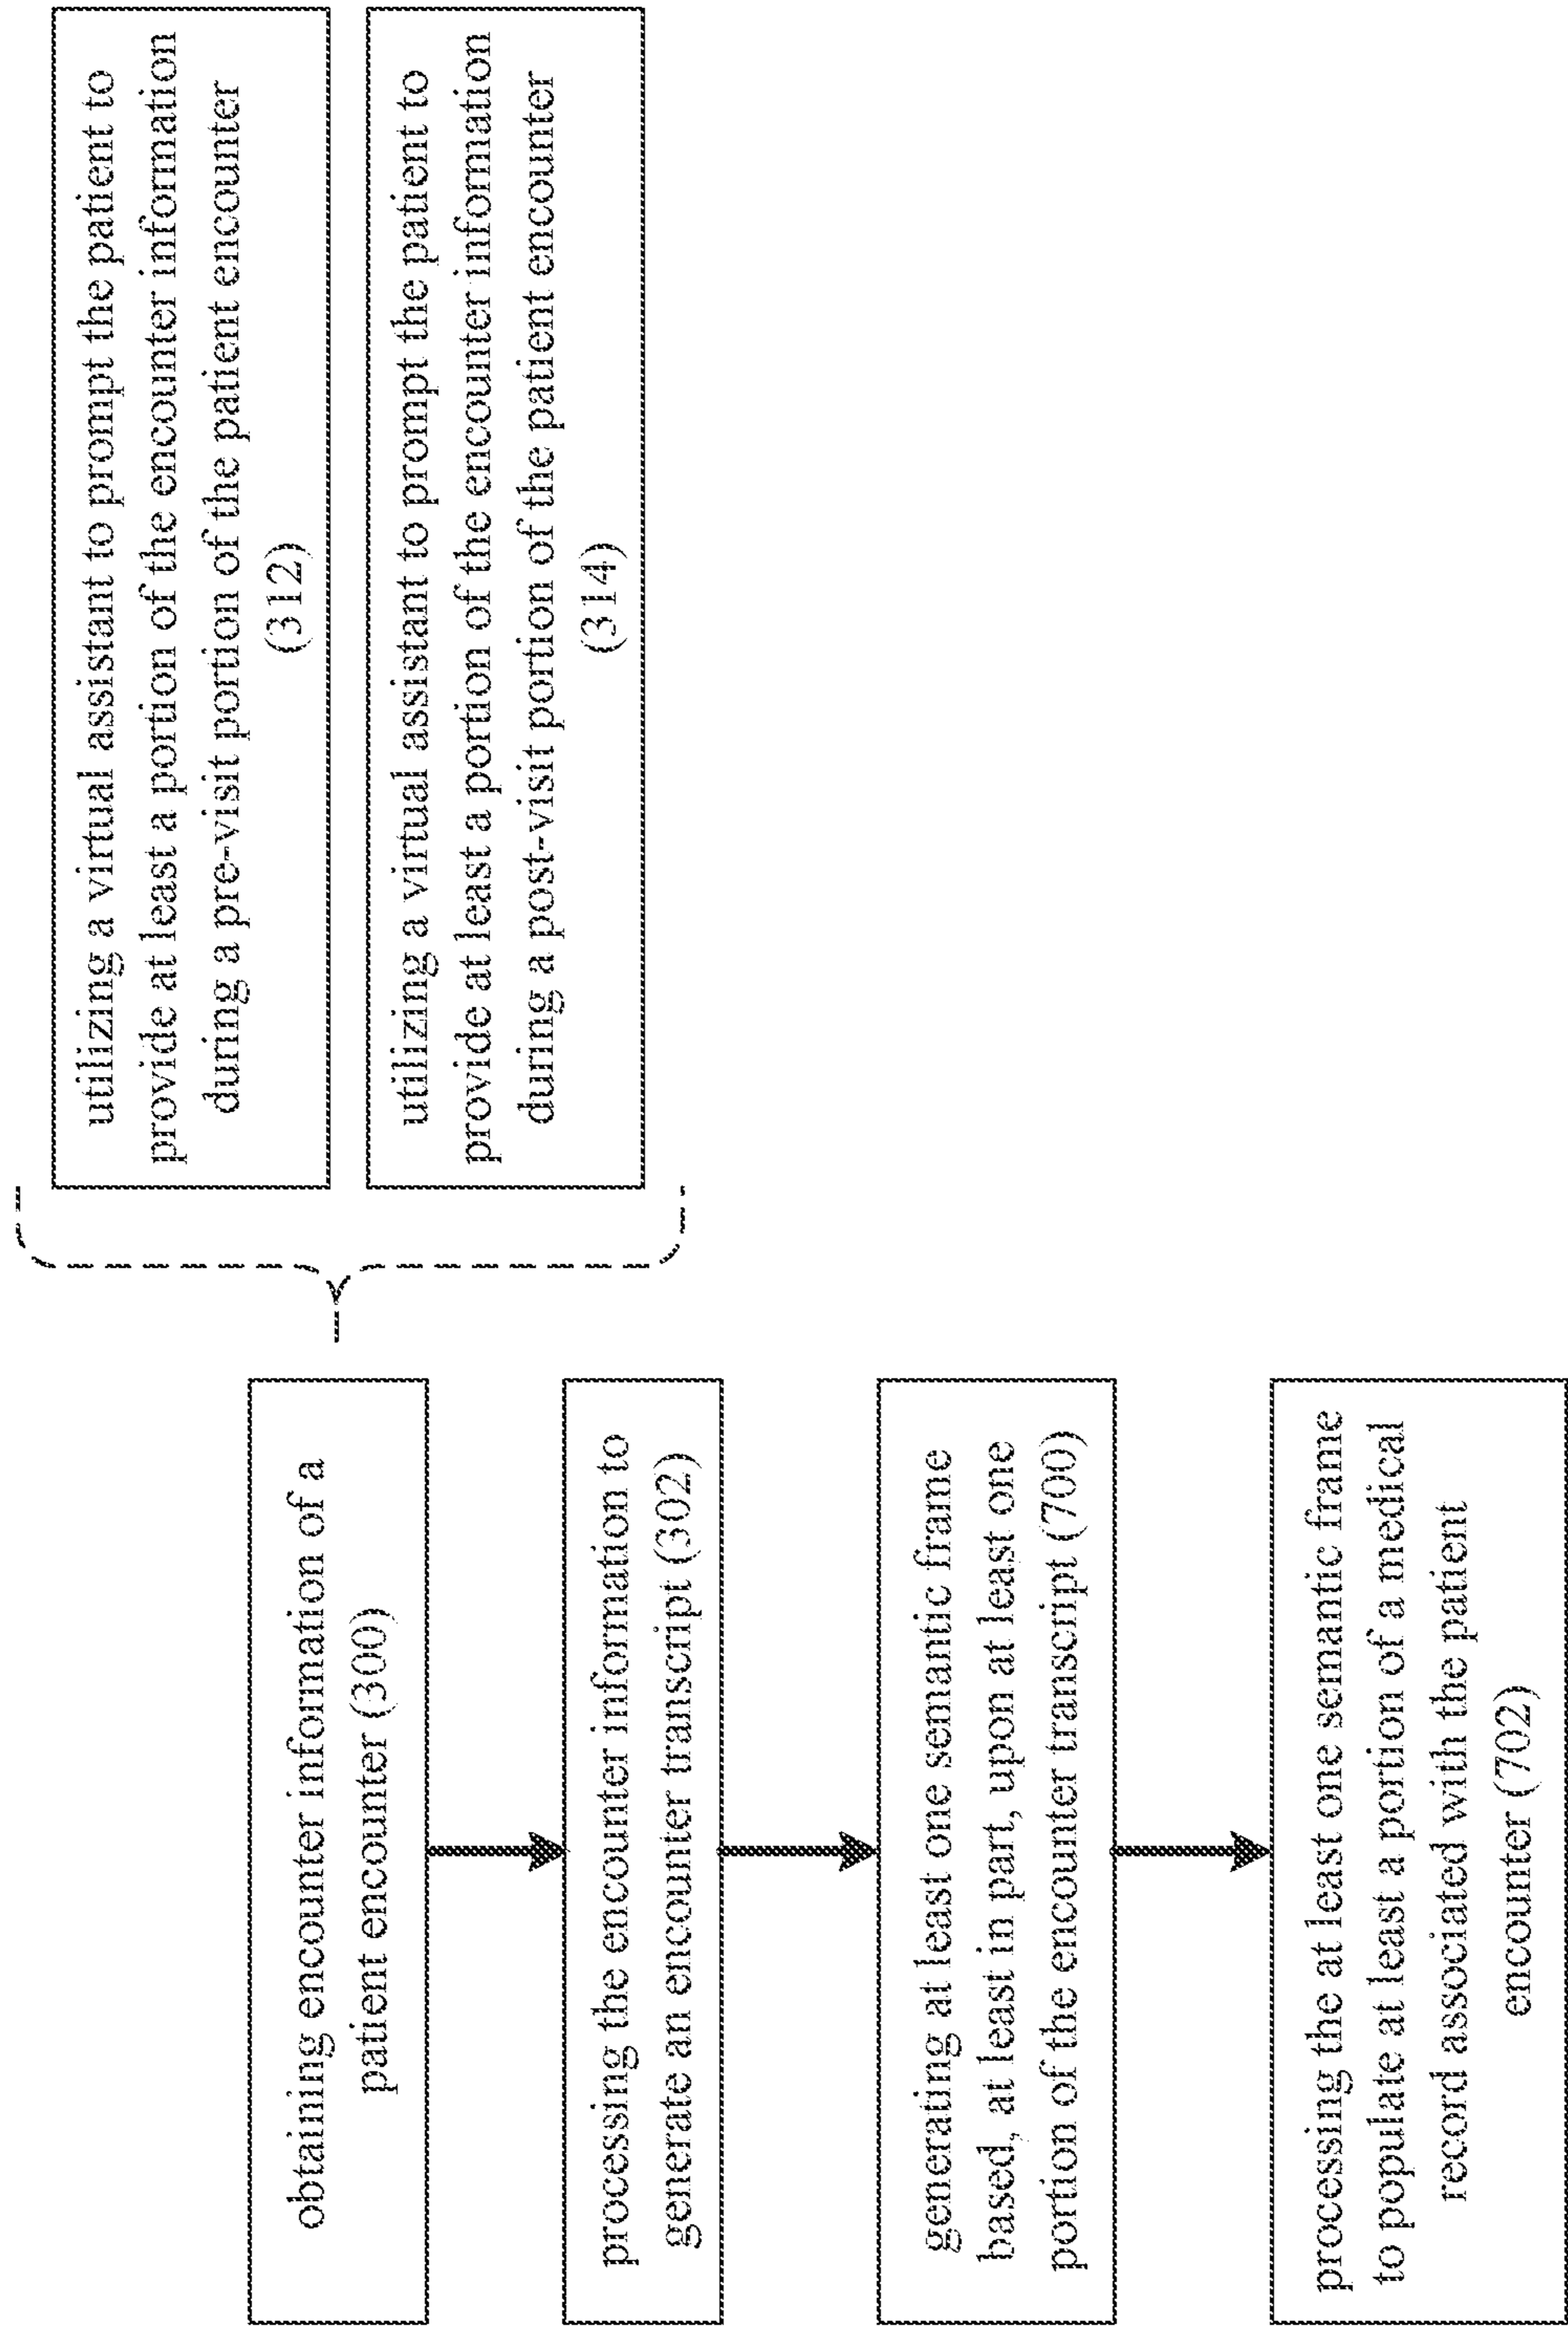 obtaining encounter information of a
patient encounter (300)
utilizing a virtual assistant to prompt the patient to
provide at least a portion of the encounter information
during a pre-visit portion of the patient encounter
(312)
utilizing a virtual assistant to prompt the patient to
provide at least a portion of the encounter information
during a post-visit portion of the patient encounter
(314)
processing the encounter information to
generate an encounter transcript (302)
generating at least one semantic frame
based, at least in part, upon at least one
portion of the encounter transcript (700)
processing the at least one semantic frame
to populate at least a portion of a medical
record associated with the patient
encounter (702)